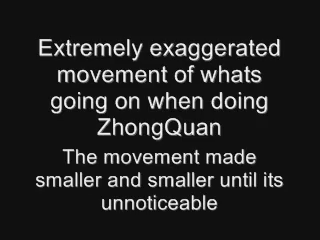 Extremely exaggerated
movement of whats
going on when doing
ZhongQuan
The movement made
smaller and smaller until its
unnoticeable